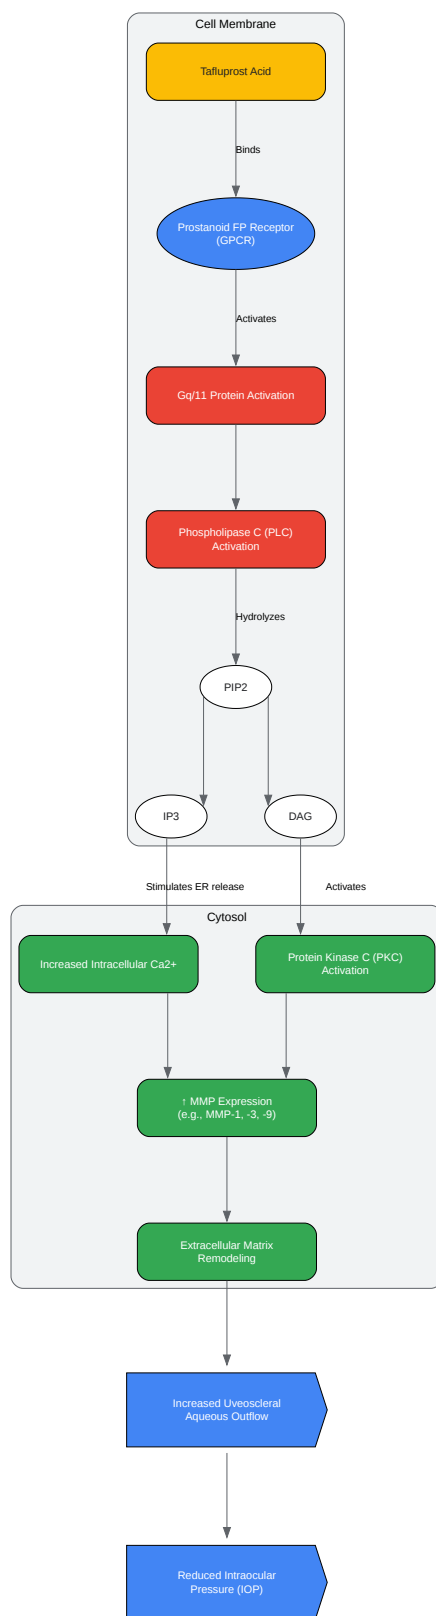 Cell Membrane
Tafluprost Acid
Binds
Prostanoid FP Receptor
(GPCR)
Activates
Gq/11 Protein Activation
Phospholipase C (PLC)
Activation
Hydrolyzes
PIP2
IP3
DAG
Stimulates ER release
Activates
Cytosol
Increased Intracellular Ca2+
Protein Kinase C (PKC)
Activation
↑ MMP Expression
(e.g., MMP-1, -3, -9)
Extracellular Matrix
Remodeling
Increased Uveoscleral
Aqueous Outflow
Reduced Intraocular
Pressure (IOP)